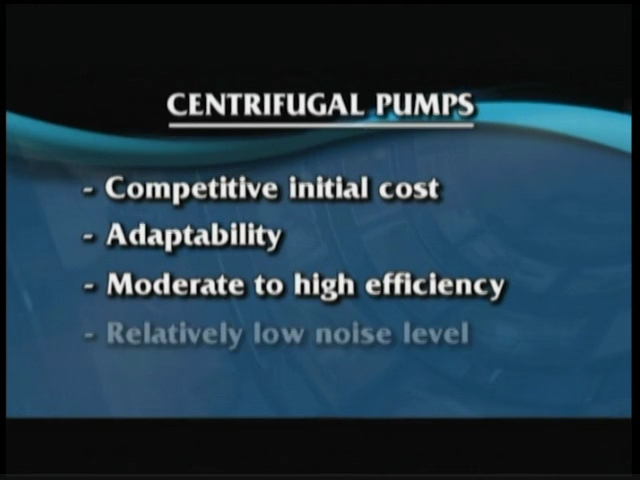 CENTRIFUGAL PUMPS
- Competitive initial cost
- Adaptability
- Moderate to high efficiency
- Relatively low noise level